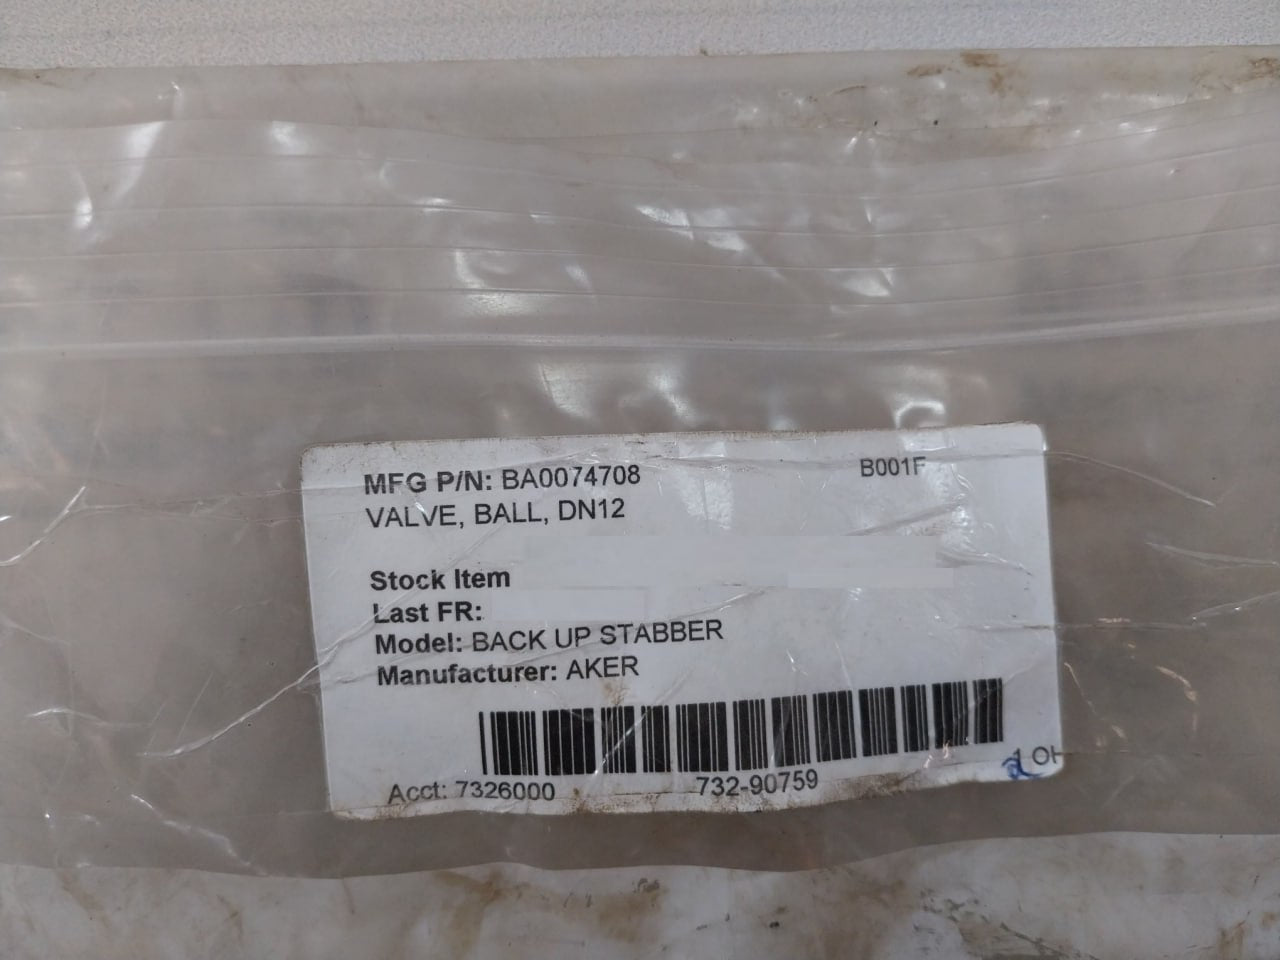 MFG P/N: BA0074708 B001F
VALVE, BALL, DN12
Stock Item
Last FR:
Model: BACK UP STABBER
Manufacturer: AKER
Acct: 7326000 732-90759